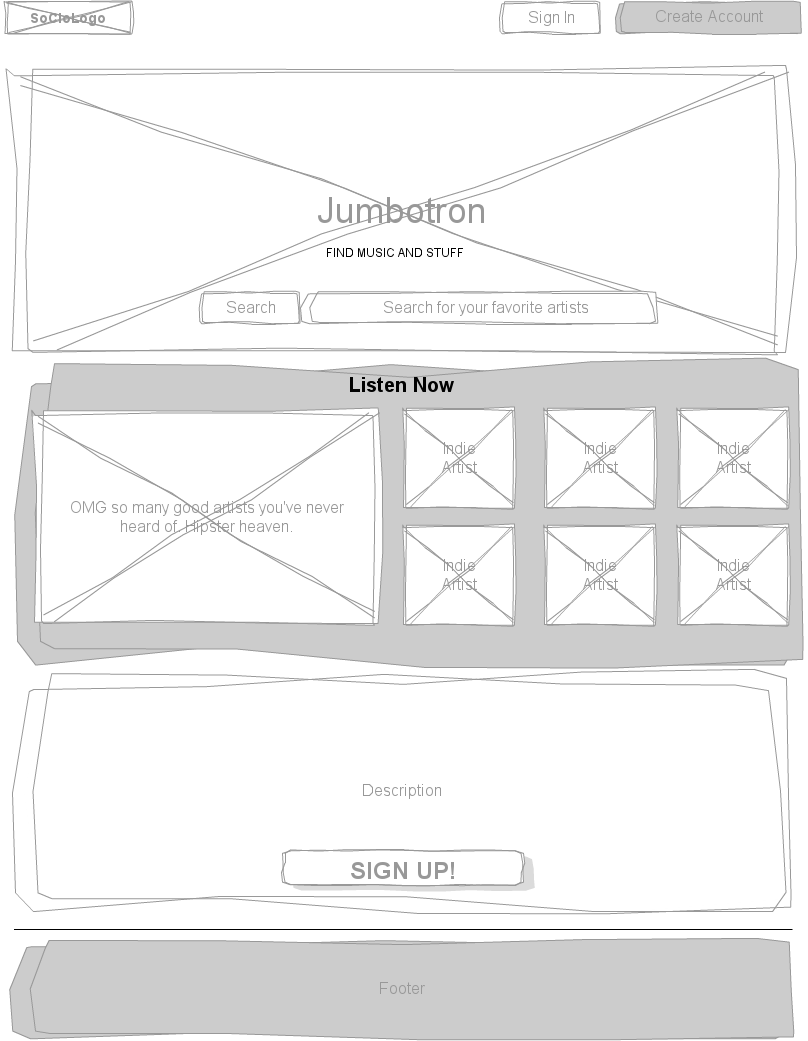 SoCloLogo
Sign In
Create Account
Jumbotron
FIND MUSIC AND STUFF
Search
Search for your favorite artists
Listen Now
OMG so many good artists you've never
heard of. Hipster heaven.
Indie
Artist
Indie
Artist
Indie
Artist
Indie
Artist
Indie
Artist
Indie
Artist
Description
SIGN UP!
Footer